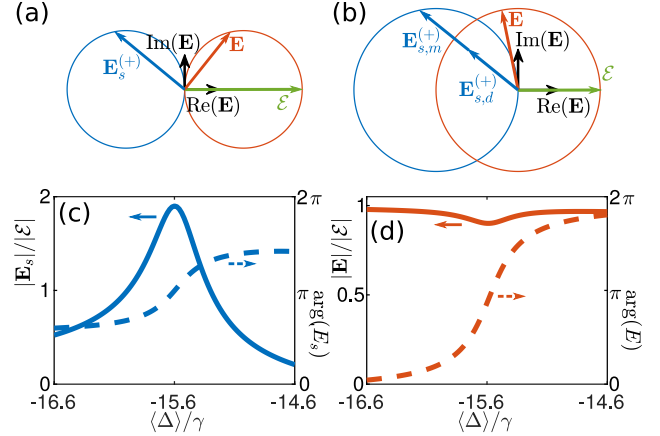 (a)
Im(E)
E
E_s^(+)
Re(E)
ℰ
(b)
E_{s,m}^(+)
E
Im(E)
E_{s,d}^(+)
Re(E)
ℰ
(c)
|E_s|/|ℰ|
2
1
0
2π
π
0
arg(E_s)
-16.6
-15.6
-14.6
⟨Δ⟩/γ
(d)
|E|/|ℰ|
1
0.5
0
2π
π
0
arg(E)
-16.6
-15.6
-14.6
⟨Δ⟩/γ